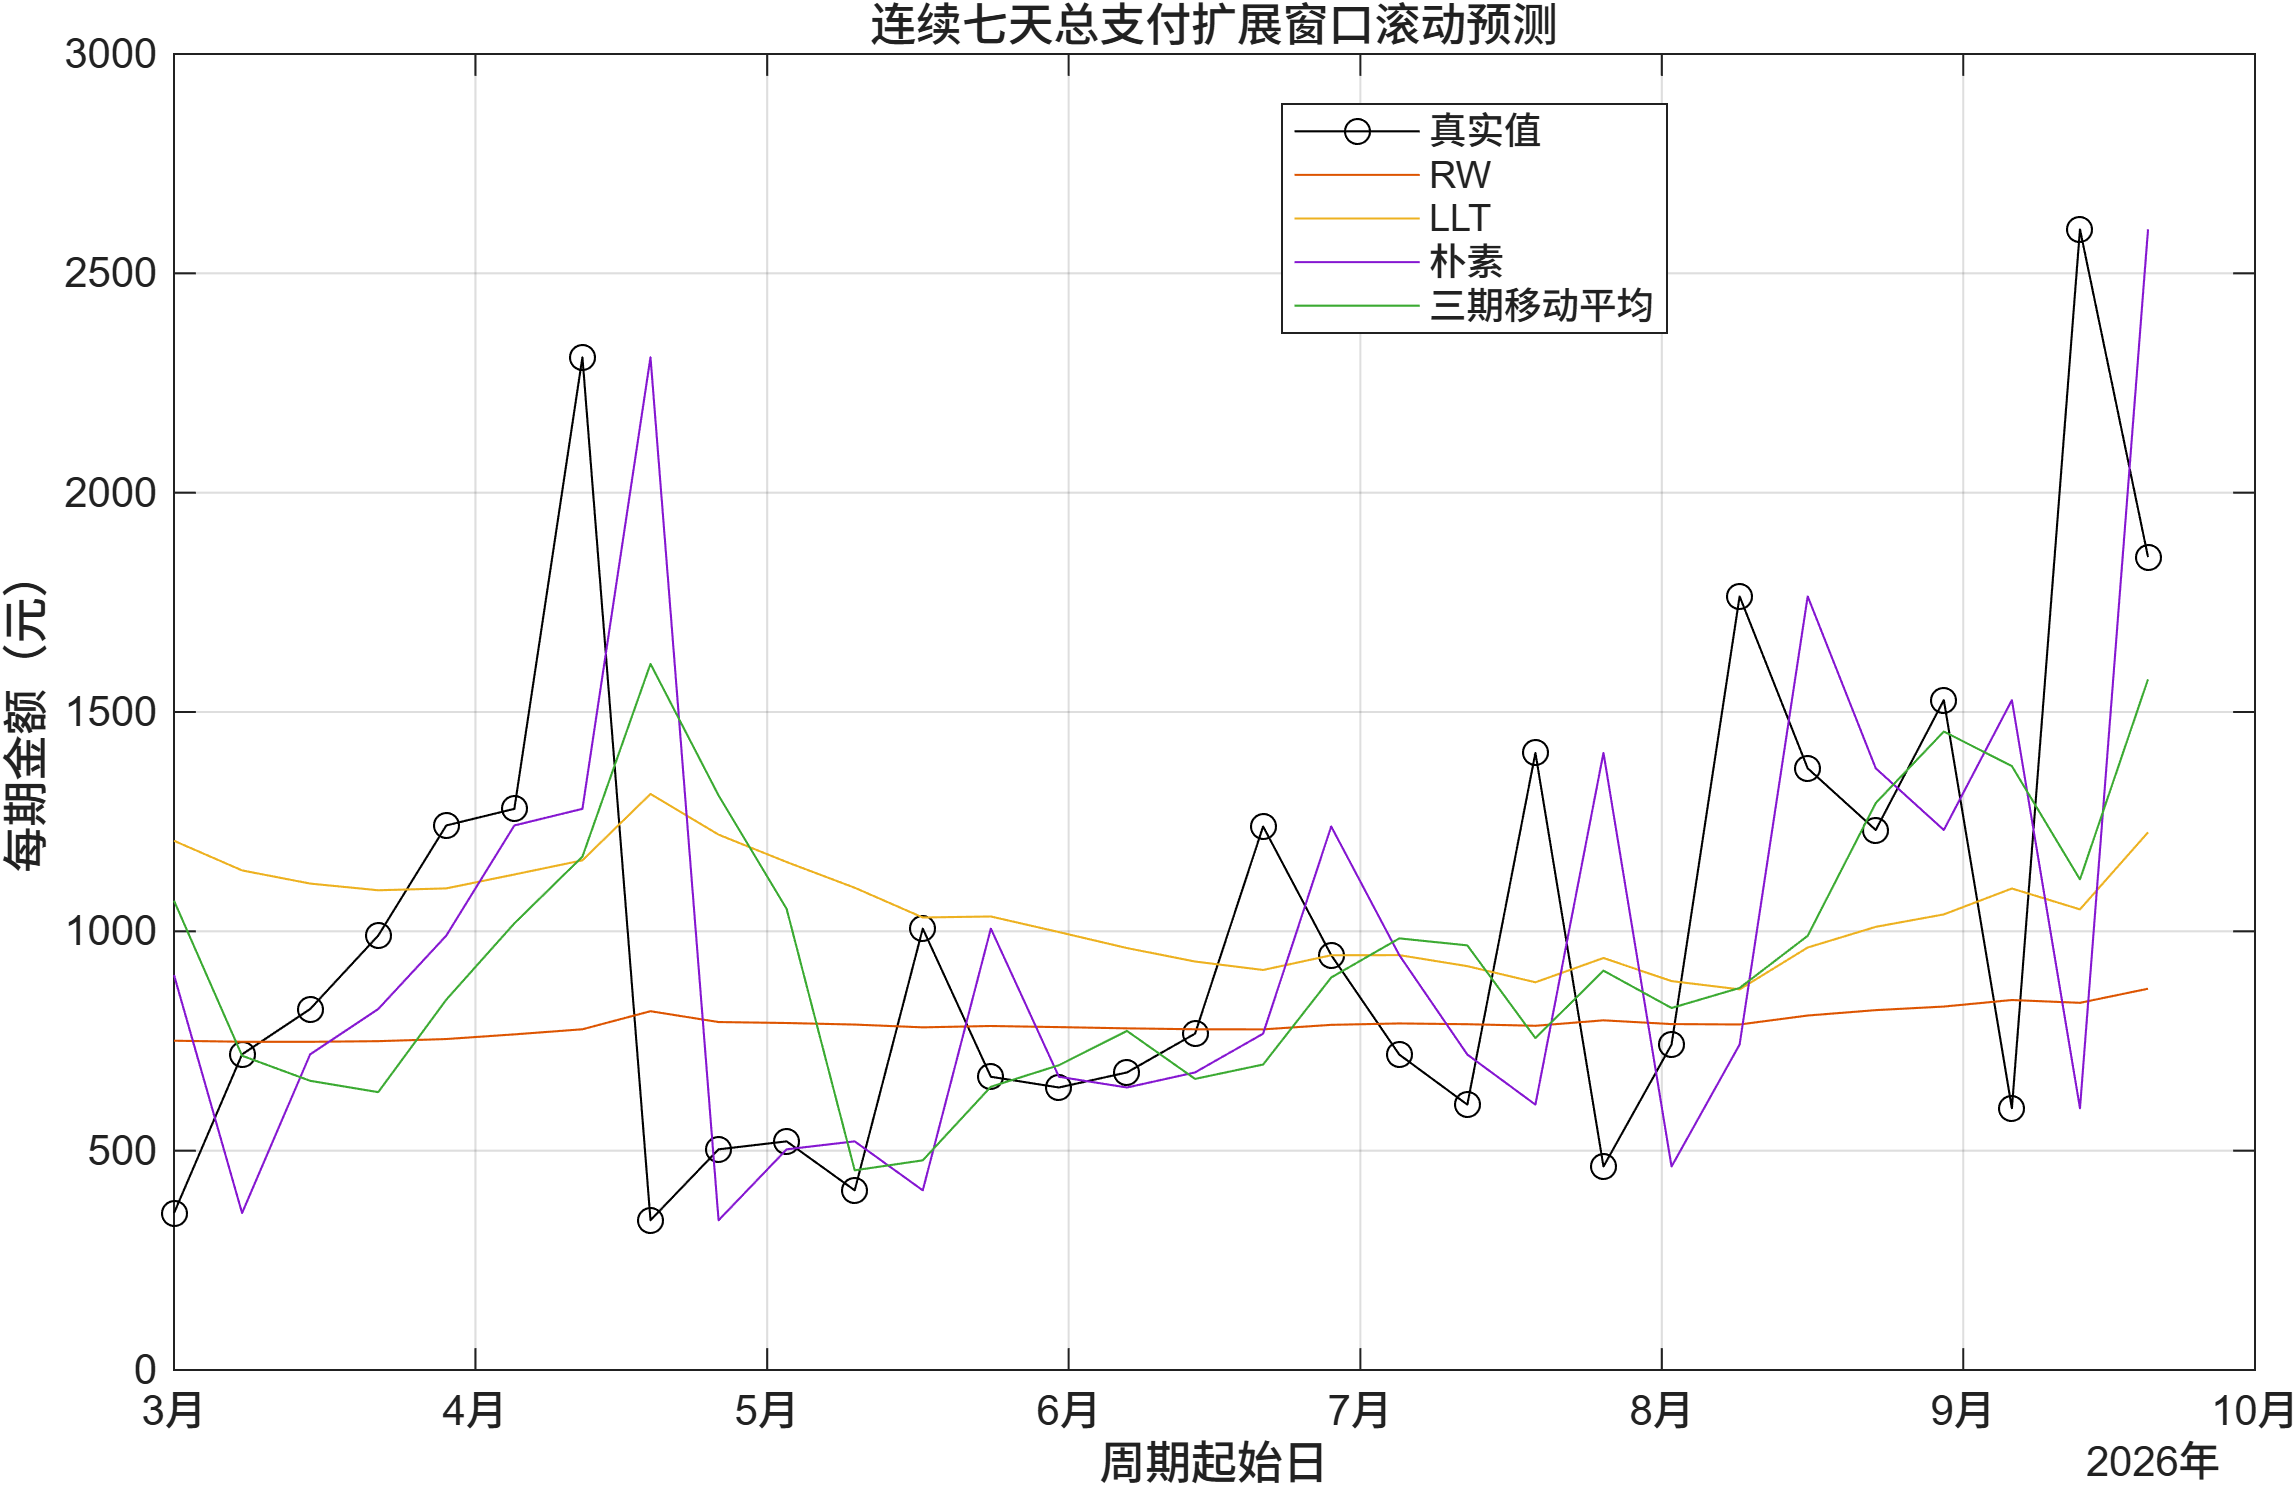 连续七天总支付扩展窗口滚动预测
3000
2500
2000
1500
1000
500
0
每期金额（元）
真实值
RW
LLT
朴素
三期移动平均
3月
4月
5月
6月
7月
8月
9月
10月
周期起始日
2026年